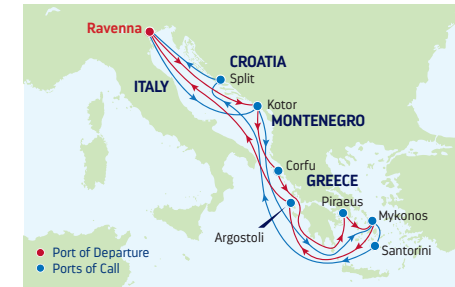 Ravenna
CROATIA
Split
ITALY
Kotor
MONTENEGRO
Corfu
GREECE
Piraeus
Mykonos
Argostoli
Santorini
Port of Departure
Ports of Call